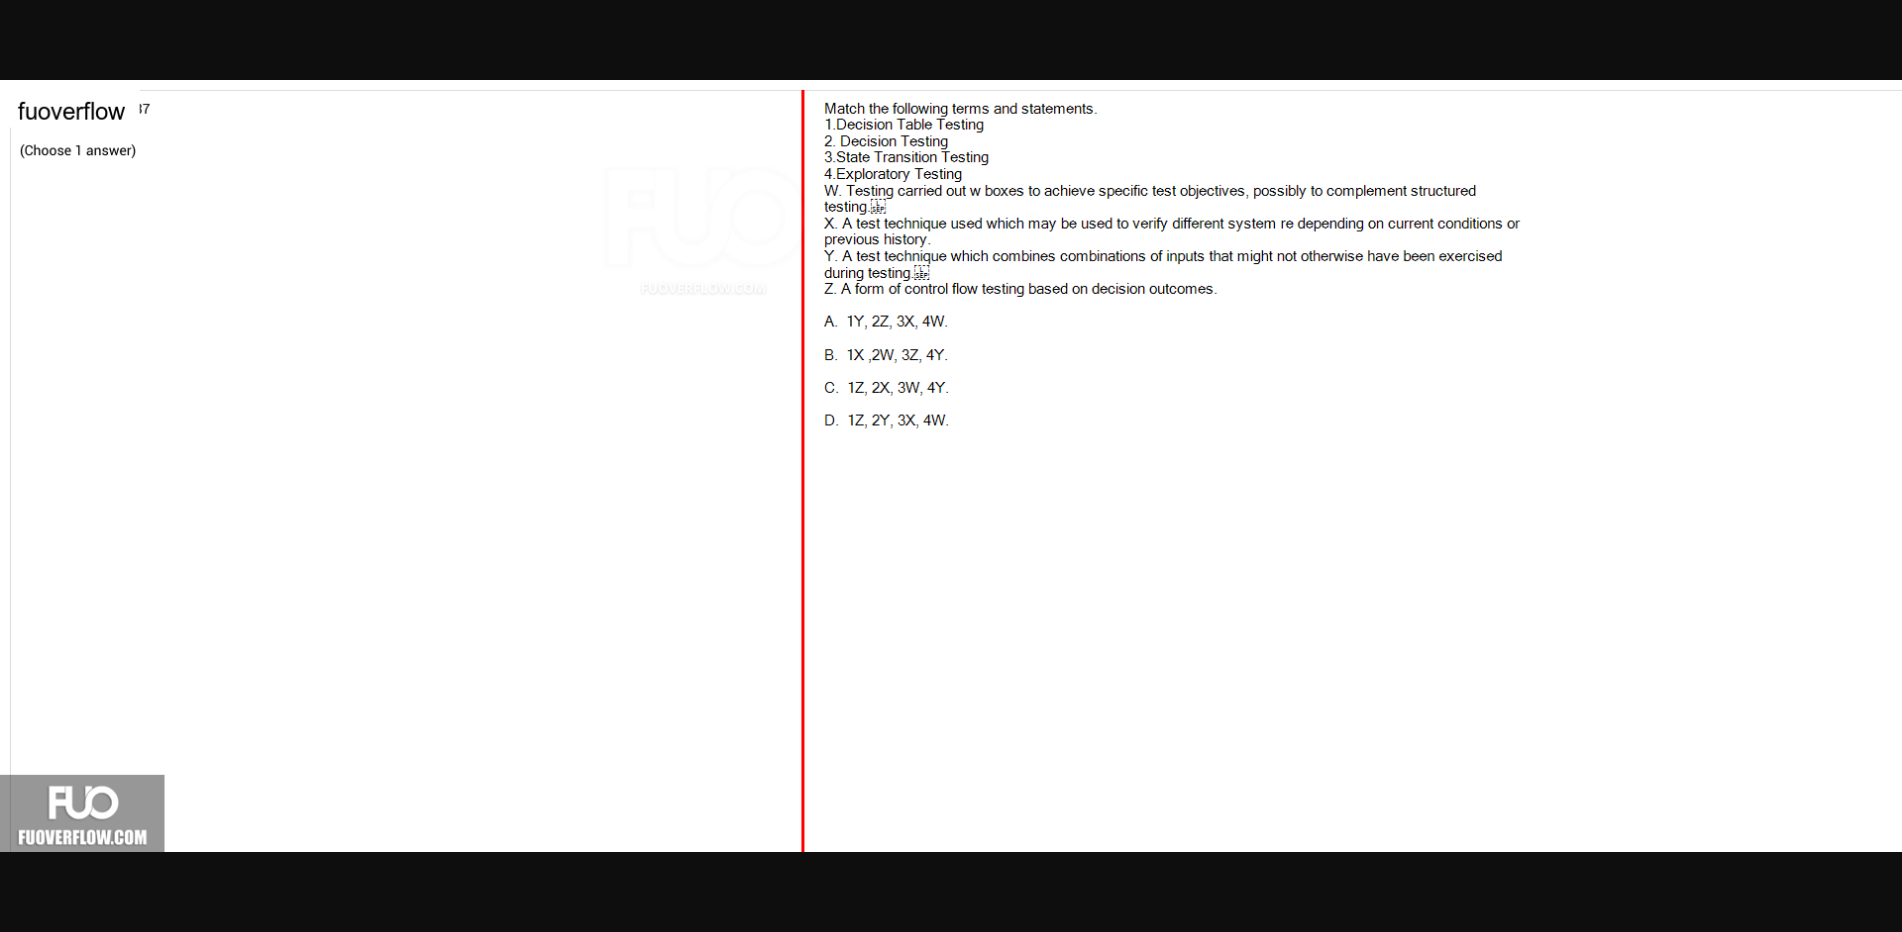 fuoverflow 37
(Choose 1 answer)
FUO
FUOVERFLOW.COM
Match the following terms and statements.
1.Decision Table Testing
2. Decision Testing
3.State Transition Testing
4.Exploratory Testing
W. Testing carried out w boxes to achieve specific test objectives, possibly to complement structured
testing.
X. A test technique used which may be used to verify different system re depending on current conditions or
previous history.
Y. A test technique which combines combinations of inputs that might not otherwise have been exercised
during testing.
Z. A form of control flow testing based on decision outcomes.
A. 1Y, 2Z, 3X, 4W.
B. 1X ,2W, 3Z, 4Y.
C. 1Z, 2X, 3W, 4Y.
D. 1Z, 2Y, 3X, 4W.
FUO
FUOVERFLOW.COM